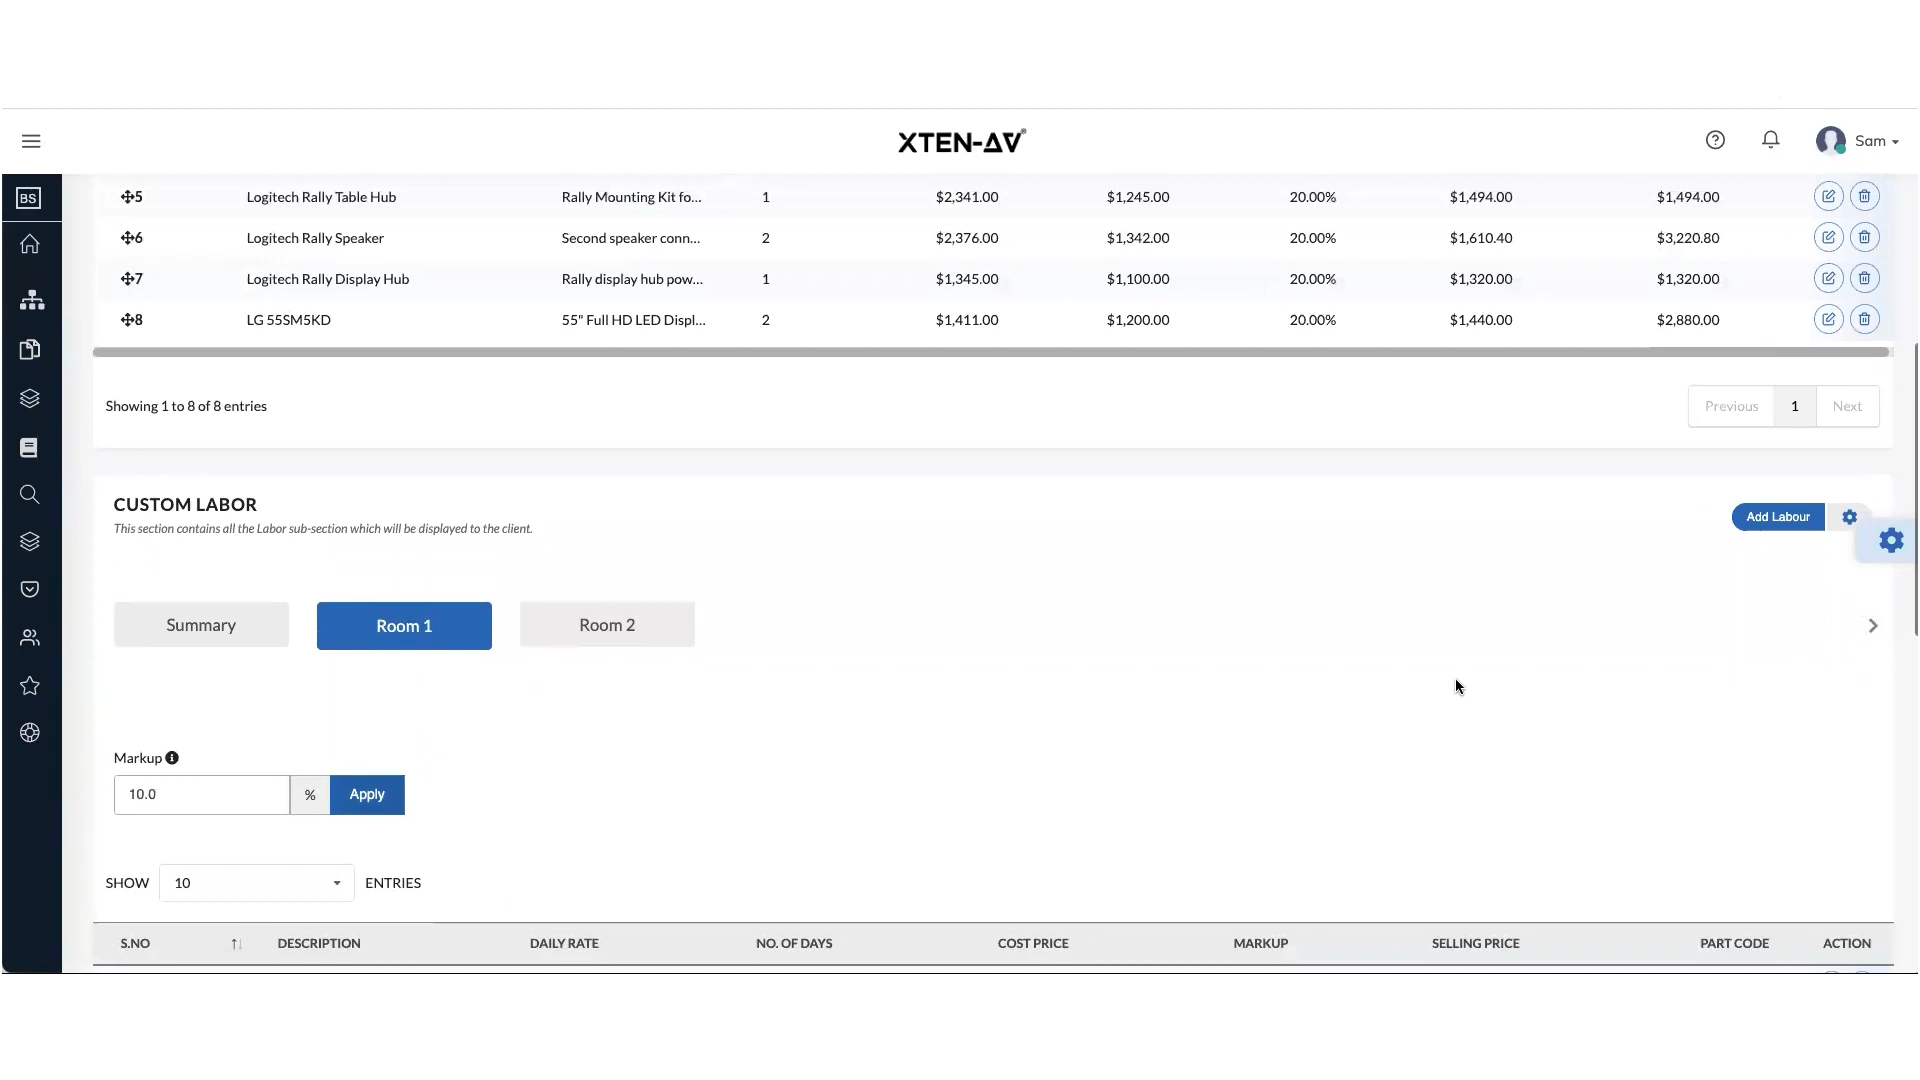 XTEN-AV
Sam
BS
5 Logitech Rally Table Hub Rally Mounting Kit fo... 1 $2,341.00 $1,245.00 20.00% $1,494.00 $1,494.00
6 Logitech Rally Speaker Second speaker conn... 2 $2,376.00 $1,342.00 20.00% $1,610.40 $3,220.80
7 Logitech Rally Display Hub Rally display hub pow... 1 $1,345.00 $1,100.00 20.00% $1,320.00 $1,320.00
8 LG 55SM5KD 55" Full HD LED Displ... 2 $1,411.00 $1,200.00 20.00% $1,440.00 $2,880.00
Showing 1 to 8 of 8 entries Previous 1 Next
CUSTOM LABOR
This section contains all the Labor sub-section which will be displayed to the client.
Add Labour
Summary Room 1 Room 2
Markup
10.0 % Apply
SHOW 10 ENTRIES
S.NO DESCRIPTION DAILY RATE NO. OF DAYS COST PRICE MARKUP SELLING PRICE PART CODE ACTION